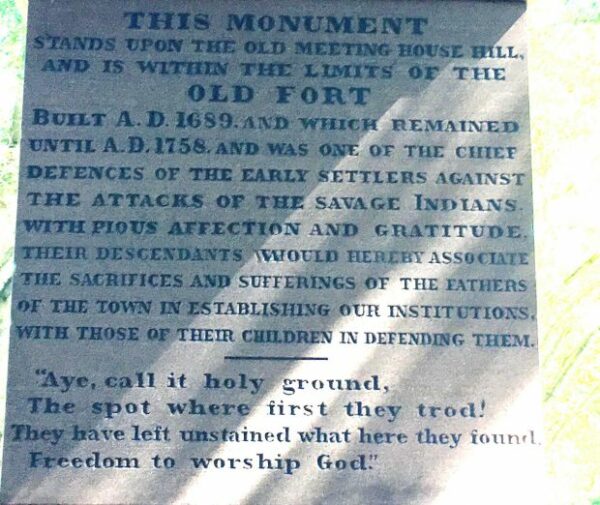 THIS MONUMENT
STANDS UPON THE OLD MEETING HOUSE HILL,
AND IS WITHIN THE LIMITS OF THE
OLD FORT
BUILT A.D. 1689. AND WHICH REMAINED
UNTIL A.D. 1758. AND WAS ONE OF THE CHIEF
DEFENCES OF THE EARLY SETTLERS AGAINST
THE ATTACKS OF THE SAVAGE INDIANS.
WITH PIOUS AFFECTION AND GRATITUDE.
THEIR DESCENDANTS WOULD HEREBY ASSOCIATE
THE SACRIFICES AND SUFFERINGS OF THE FATHERS
OF THE TOWN IN ESTABLISHING OUR INSTITUTIONS,
WITH THOSE OF THEIR CHILDREN IN DEFENDING THEM.
"Aye, call it holy ground,
The spot where first they trod!
They have left unstained what here they found,
Freedom to worship God."